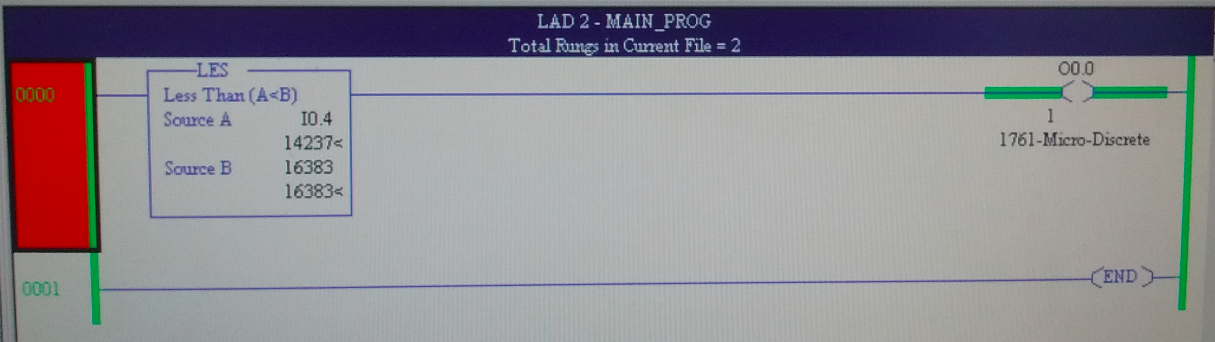 LAD 2 - MAIN_PROG
Total Rungs in Current File = 2
0000
LES
Less Than (A<B)
Source A I0.4
14237<
Source B 16383
16383<
O0.0
1
1761-Micro-Discrete
0001
END